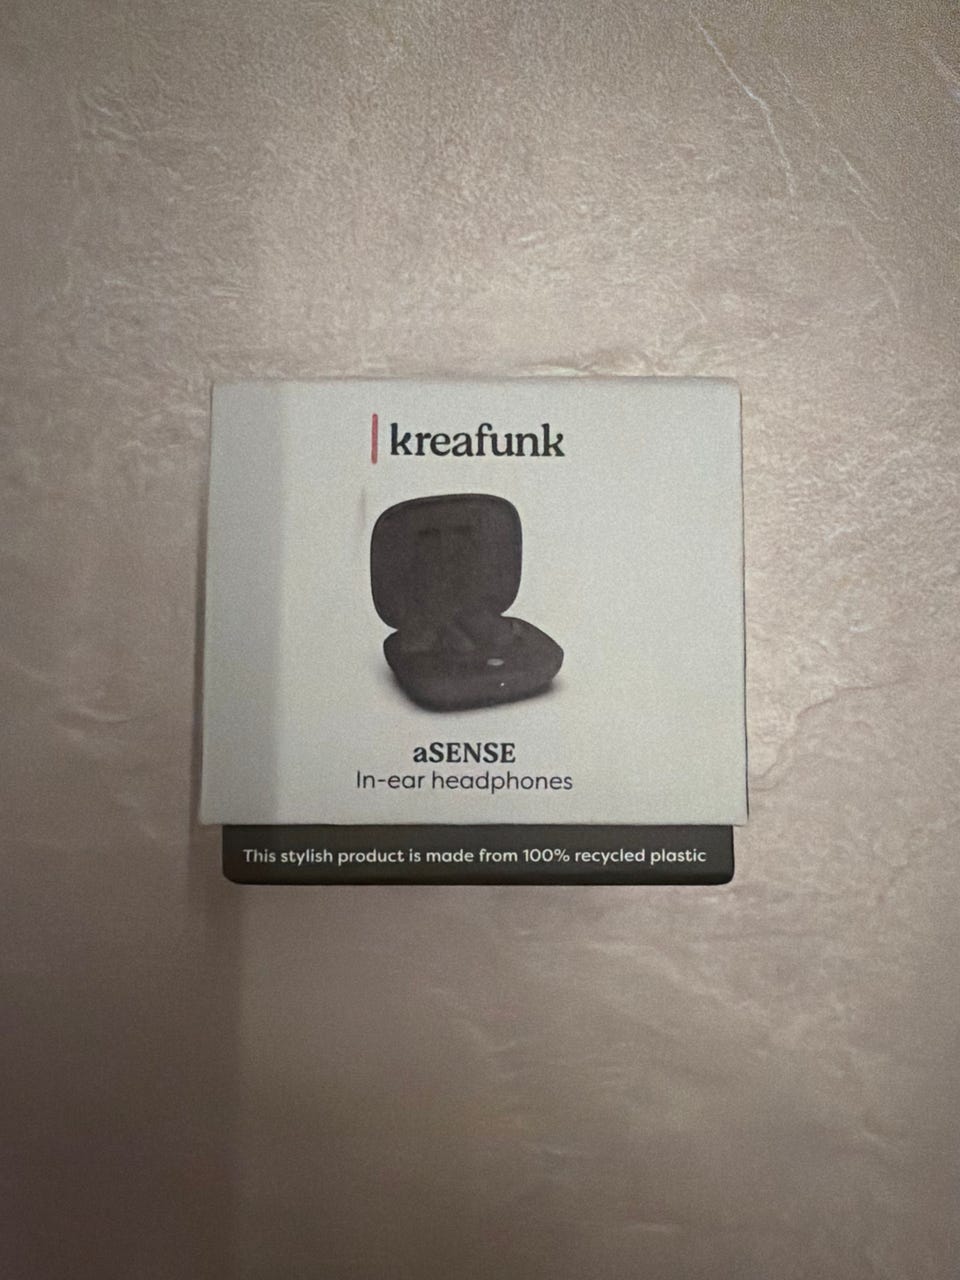 kreafunk
aSENSE
In-ear headphones
This stylish product is made from 100% recycled plastic